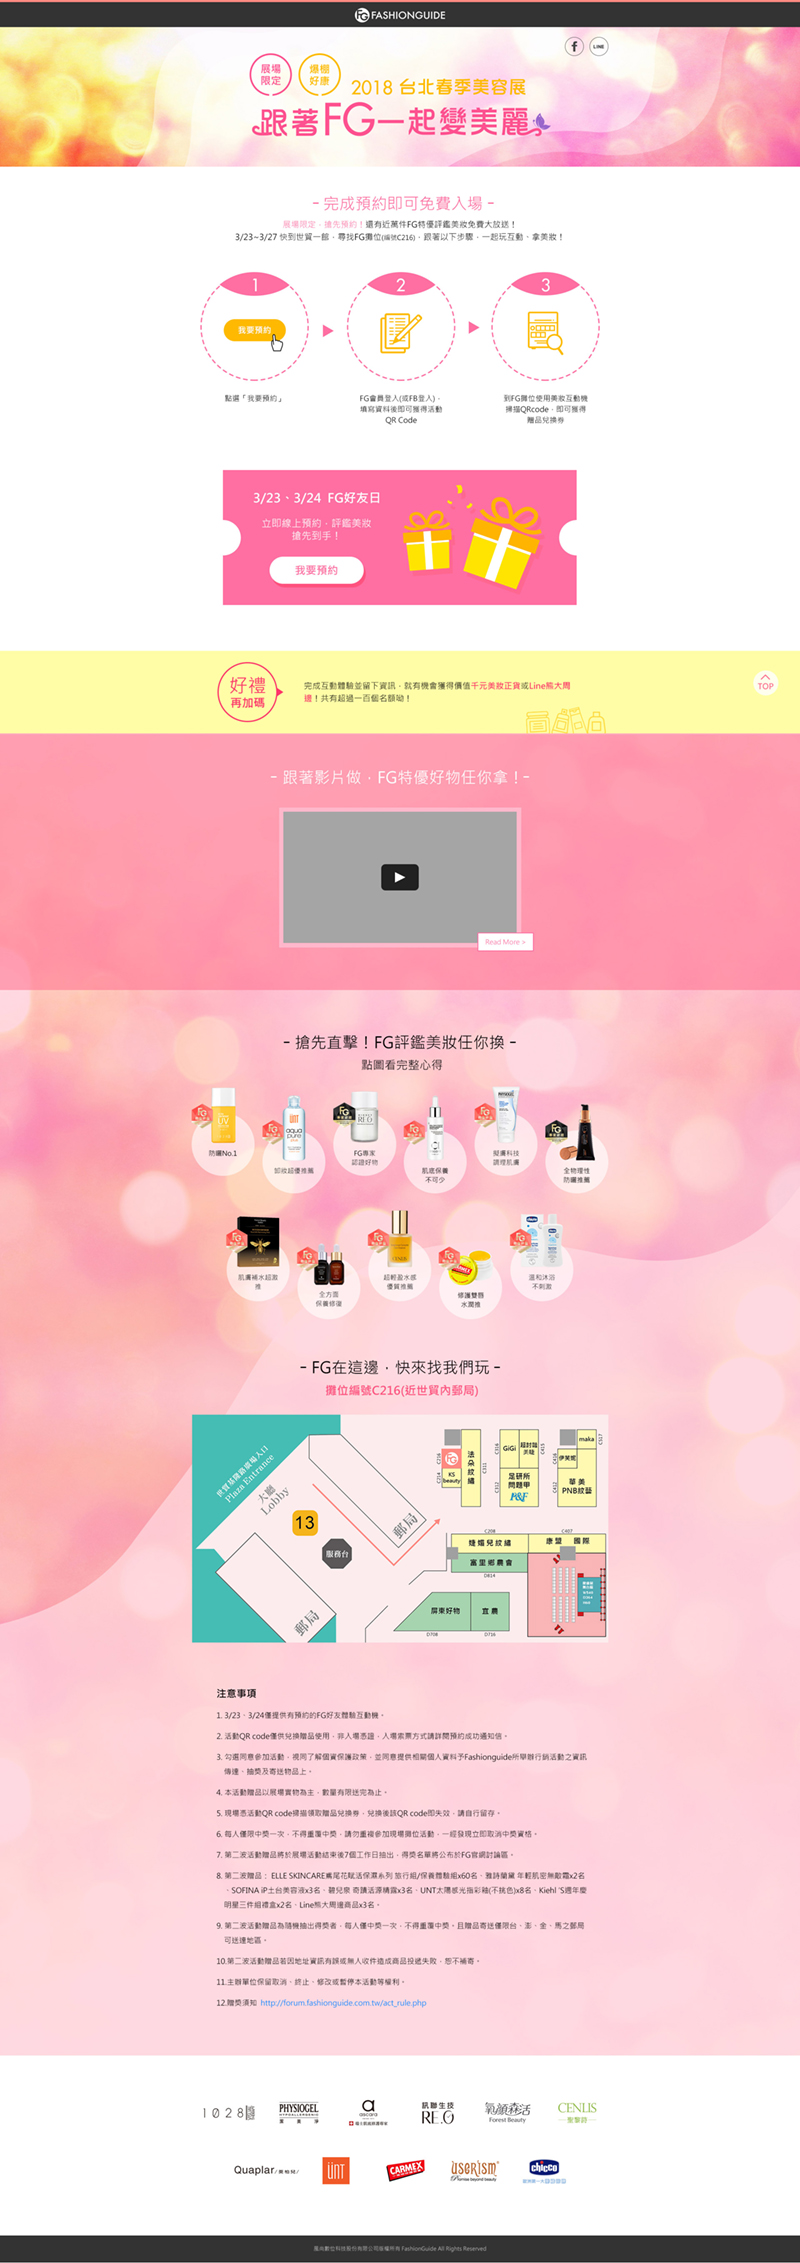 FG FASHIONGUIDE
f
LINE
展場
限定
爆棚
好康
2018 台北春季美容展
跟著FG一起變美麗
- 完成預約即可免費入場 -
展場限定，搶先預約！還有近萬件FG特優評鑑美妝免費大放送！
3/23~3/27 快到世貿一館，尋找FG攤位(編號C216)，跟著以下步驟，一起玩互動、拿美妝！
1
2
3
我要預約
點選「我要預約」
FG會員登入(或FB登入)，
填寫資料後即可獲得活動
QR Code
到FG攤位使用美妝互動機
掃描QRcode，即可獲得
贈品兌換券
3/23、3/24 FG好友日
立即線上預約，評鑑美妝
搶先到手！
我要預約
好禮
再加碼
完成互動體驗並留下資訊，就有機會獲得價值千元美妝正貨或Line熊大周
邊！共有超過一百個名額呦！
TOP
- 跟著影片做，FG特優好物任你拿！-
Read More >
- 搶先直擊！FG評鑑美妝任你換 -
點圖看完整心得
防曬No.1
卸妝超優推薦
FG專家
認證好物
肌底保養
不可少
擬膚科技
調理肌膚
全物理性
防曬推薦
肌膚補水超激
推
全方面
保養修復
超輕盈水感
優質推薦
修護雙唇
水潤推
溫和沐浴
不刺激
- FG在這邊，快來找我們玩 -
攤位編號C216(近世貿內郵局)
世貿基隆路廣場入口
Plaza Entrance
大廳
Lobby
13
服務台
郵局
郵局
FG
KS
beauty
法朵紋繡
GiGi
足研所
問題甲
P&F
maka
伊芙妮
華美
PNB紋藝
C208
C407
婕媚兒紋繡
康盟 國際
富里鄉農會
D814
屏東好物
宜農
D708
D716
注意事項
1. 3/23、3/24僅提供有預約的FG好友體驗互動機。
2. 活動QR code僅供兌換贈品使用，非入場憑證，入場索票方式請詳閱預約成功通知信。
3. 勾選同意參加活動，視同了解個資保護政策，並同意提供相關個人資料予Fashionguide所舉辦行銷活動之資訊
傳達、抽獎及寄送物品上。
4. 本活動贈品以展場實物為主，數量有限送完為止。
5. 現場憑活動QR code掃描領取贈品兌換券，兌換後該QR code即失效，請自行留存。
6. 每人僅限中獎一次，不得重覆中獎，請勿重複參加現場攤位活動，一經發現立即取消中獎資格。
7. 第二波活動贈品將於展場活動結束後7個工作日抽出，得獎名單將公布於FG官網討論區。
8. 第二波贈品： ELLE SKINCARE鳶尾花賦活保濕系列 旅行組/保養體驗組x60名、雅詩蘭黛 年輕肌密無敵霜x2名
、SOFINA iP土台美容液x3名、碧兒泉 奇蹟活源精露x3名、UNT太陽感光指彩釉(不挑色)x8名、Kiehl 'S週年慶
明星三件組禮盒x2名、Line熊大周邊商品x3名。
9. 第二波活動贈品為隨機抽出得獎者，每人僅中獎一次，不得重覆中獎。且贈品寄送僅限台、澎、金、馬之郵局
可送達地區。
10.第二波活動贈品若因地址資訊有誤或無人收件造成商品投遞失敗，恕不補寄。
11.主辦單位保留取消、終止、修改或暫停本活動等權利。
12.贈獎須知 http://forum.fashionguide.com.tw/act_rule.php
1028
PHYSIOGEL
HYPOALLERGENIC
潔美淨
訊聯生技
RE.O
氧顏森活
Forest Beauty
CENLIS
Quaplar
UNT
CARMEX
USERISM
Promise beyond beauty
chicco
風尚數位科技股份有限公司版權所有 FashionGuide All Rights Reserved